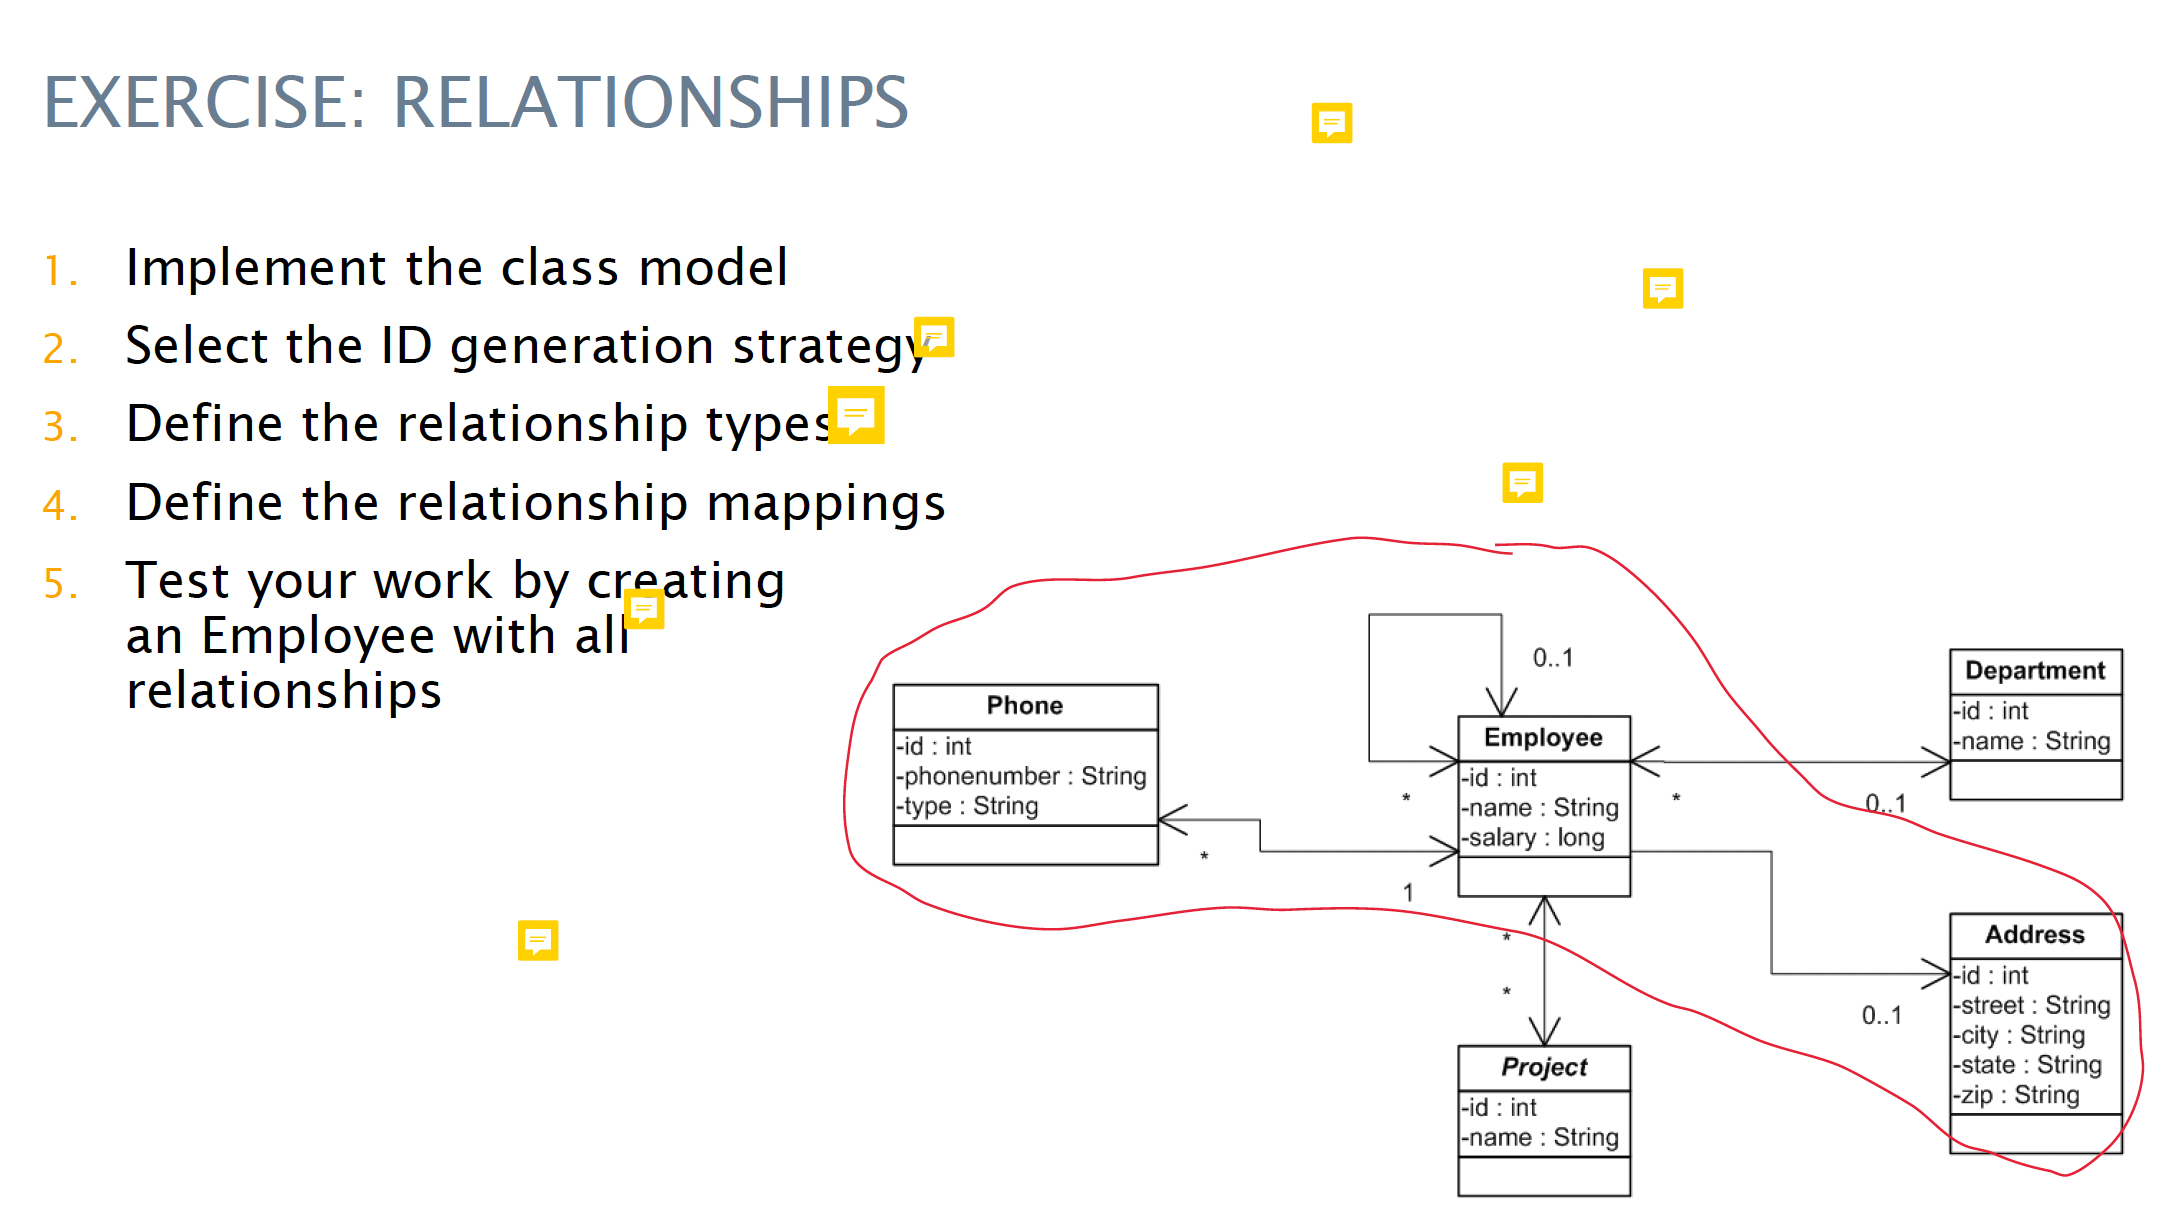 EXERCISE: RELATIONSHIPS
1. Implement the class model
2. Select the ID generation strategy
3. Define the relationship types
4. Define the relationship mappings
5. Test your work by creating
an Employee with all
relationships
Phone
-id : int
-phonenumber : String
-type : String
*
1
0..1
*
Employee
-id : int
-name : String
-salary : long
*
0..1
Department
-id : int
-name : String
0..1
Address
-id : int
-street : String
-city : String
-state : String
-zip : String
*
*
Project
-id : int
-name : String